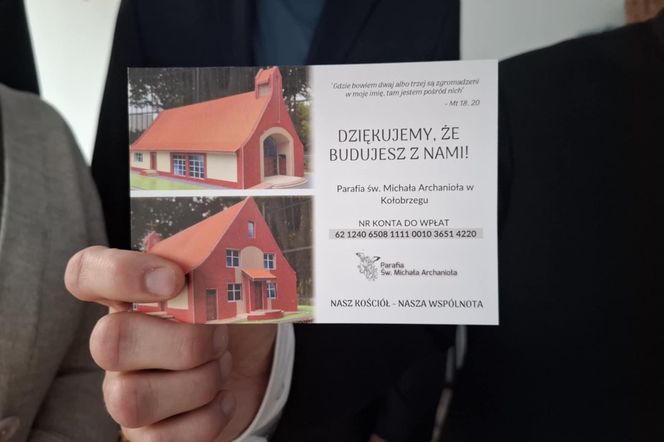 "Gdzie bowiem dwaj albo trzej są zgromadzeni
w moje imię, tam jestem pośród nich"
- Mt 18, 20
DZIĘKUJEMY, ŻE
BUDUJESZ Z NAMI!
Parafia św. Michała Archanioła w
Kołobrzegu
NR KONTA DO WPŁAT
62 1240 6508 1111 0010 3651 4220
Parafia
Św. Michała Archanioła
NASZ KOŚCIÓŁ - NASZA WSPÓLNOTA